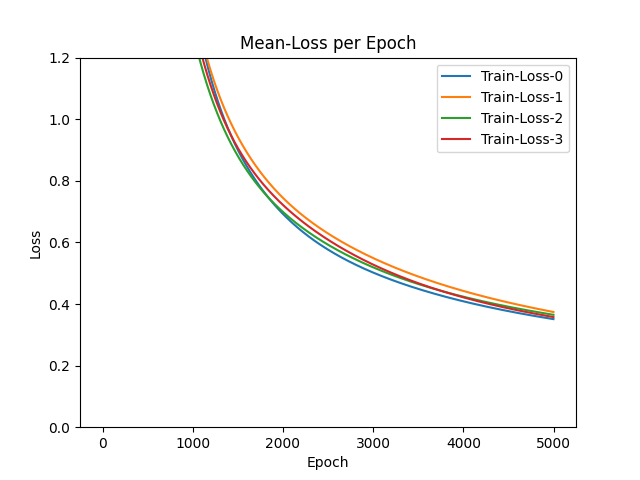 Mean-Loss per Epoch
1.2
1.0
0.8
0.6
0.4
0.2
0.0
Loss
Train-Loss-0
Train-Loss-1
Train-Loss-2
Train-Loss-3
0 1000 2000 3000 4000 5000
Epoch